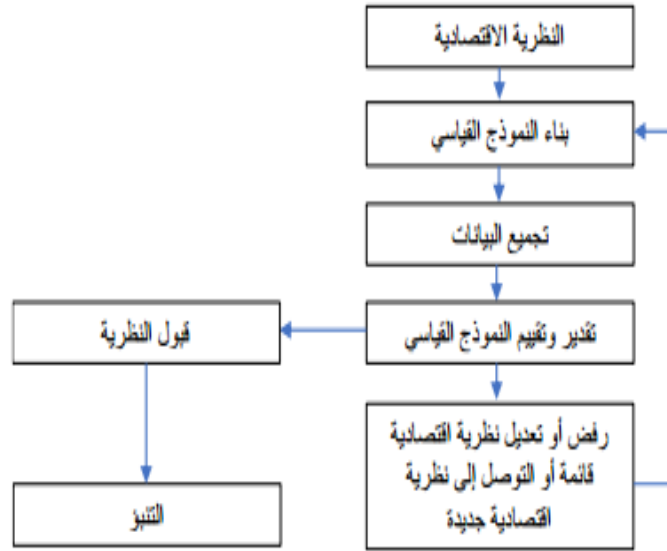 النظرية الاقتصادية
بناء النموذج القياسي
تجميع البيانات
تقدير وتقييم النموذج القياسي
قبول النظرية
رفض أو تعديل نظرية اقتصادية
قائمة أو التوصل إلى نظرية
اقتصادية جديدة
التنبؤ